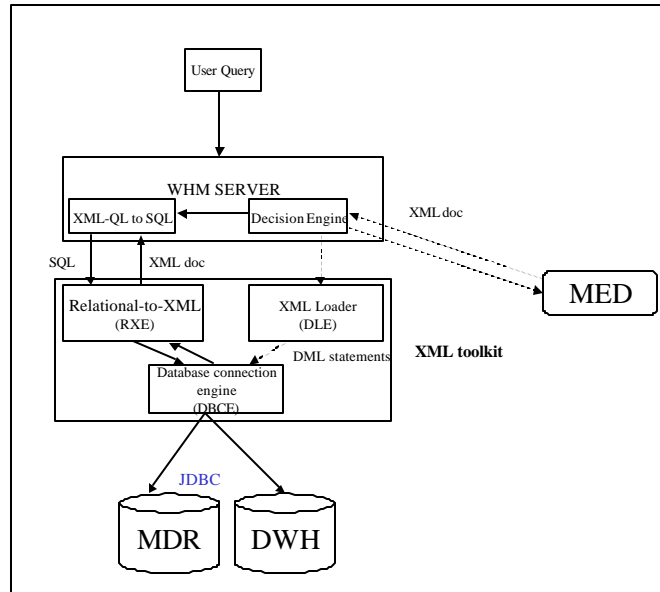 User Query
WHM SERVER
XML-QL to SQL
Decision Engine
XML doc
SQL
XML doc
MED
Relational-to-XML
(RXE)
XML Loader
(DLE)
DML statements
XML toolkit
Database connection
engine
(DBCE)
JDBC
MDR
DWH